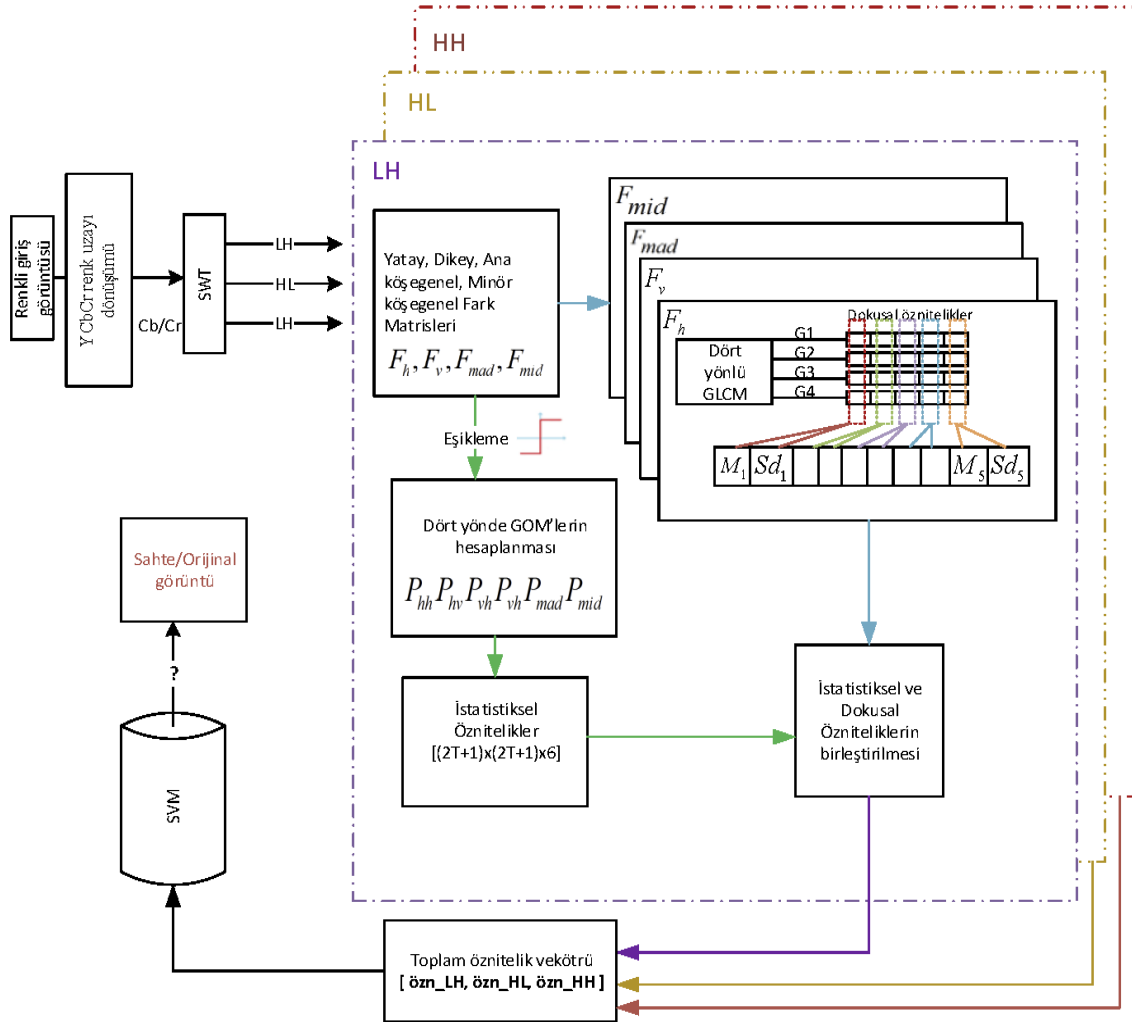 HH
HL
LH
Renkli giriş
görüntüsü
YCbCr renk uzayı
dönüşümü
Cb/Cr
SWT
LH
HL
LH
Yatay, Dikey, Ana
köşegenel, Minör
köşegenel Fark
Matrisleri
F_h, F_v, F_mad, F_mid
F_mid
F_mad
F_v
F_h
Dokusal öznitelikler
Dört
yönlü
GLCM
G1
G2
G3
G4
M_1 Sd_1 M_5 Sd_5
Eşikleme
Dört yönde GOM'lerin
hesaplanması
P_hh P_hv P_vh P_vh P_mad P_mid
İstatistiksel
Öznitelikler
[(2T+1)x(2T+1)x6]
İstatistiksel ve
Dokusal
Özniteliklerin
birleştirilmesi
Sahte/Orijinal
görüntü
?
SVM
Toplam öznitelik vekötrü
[ özn_LH, özn_HL, özn_HH ]